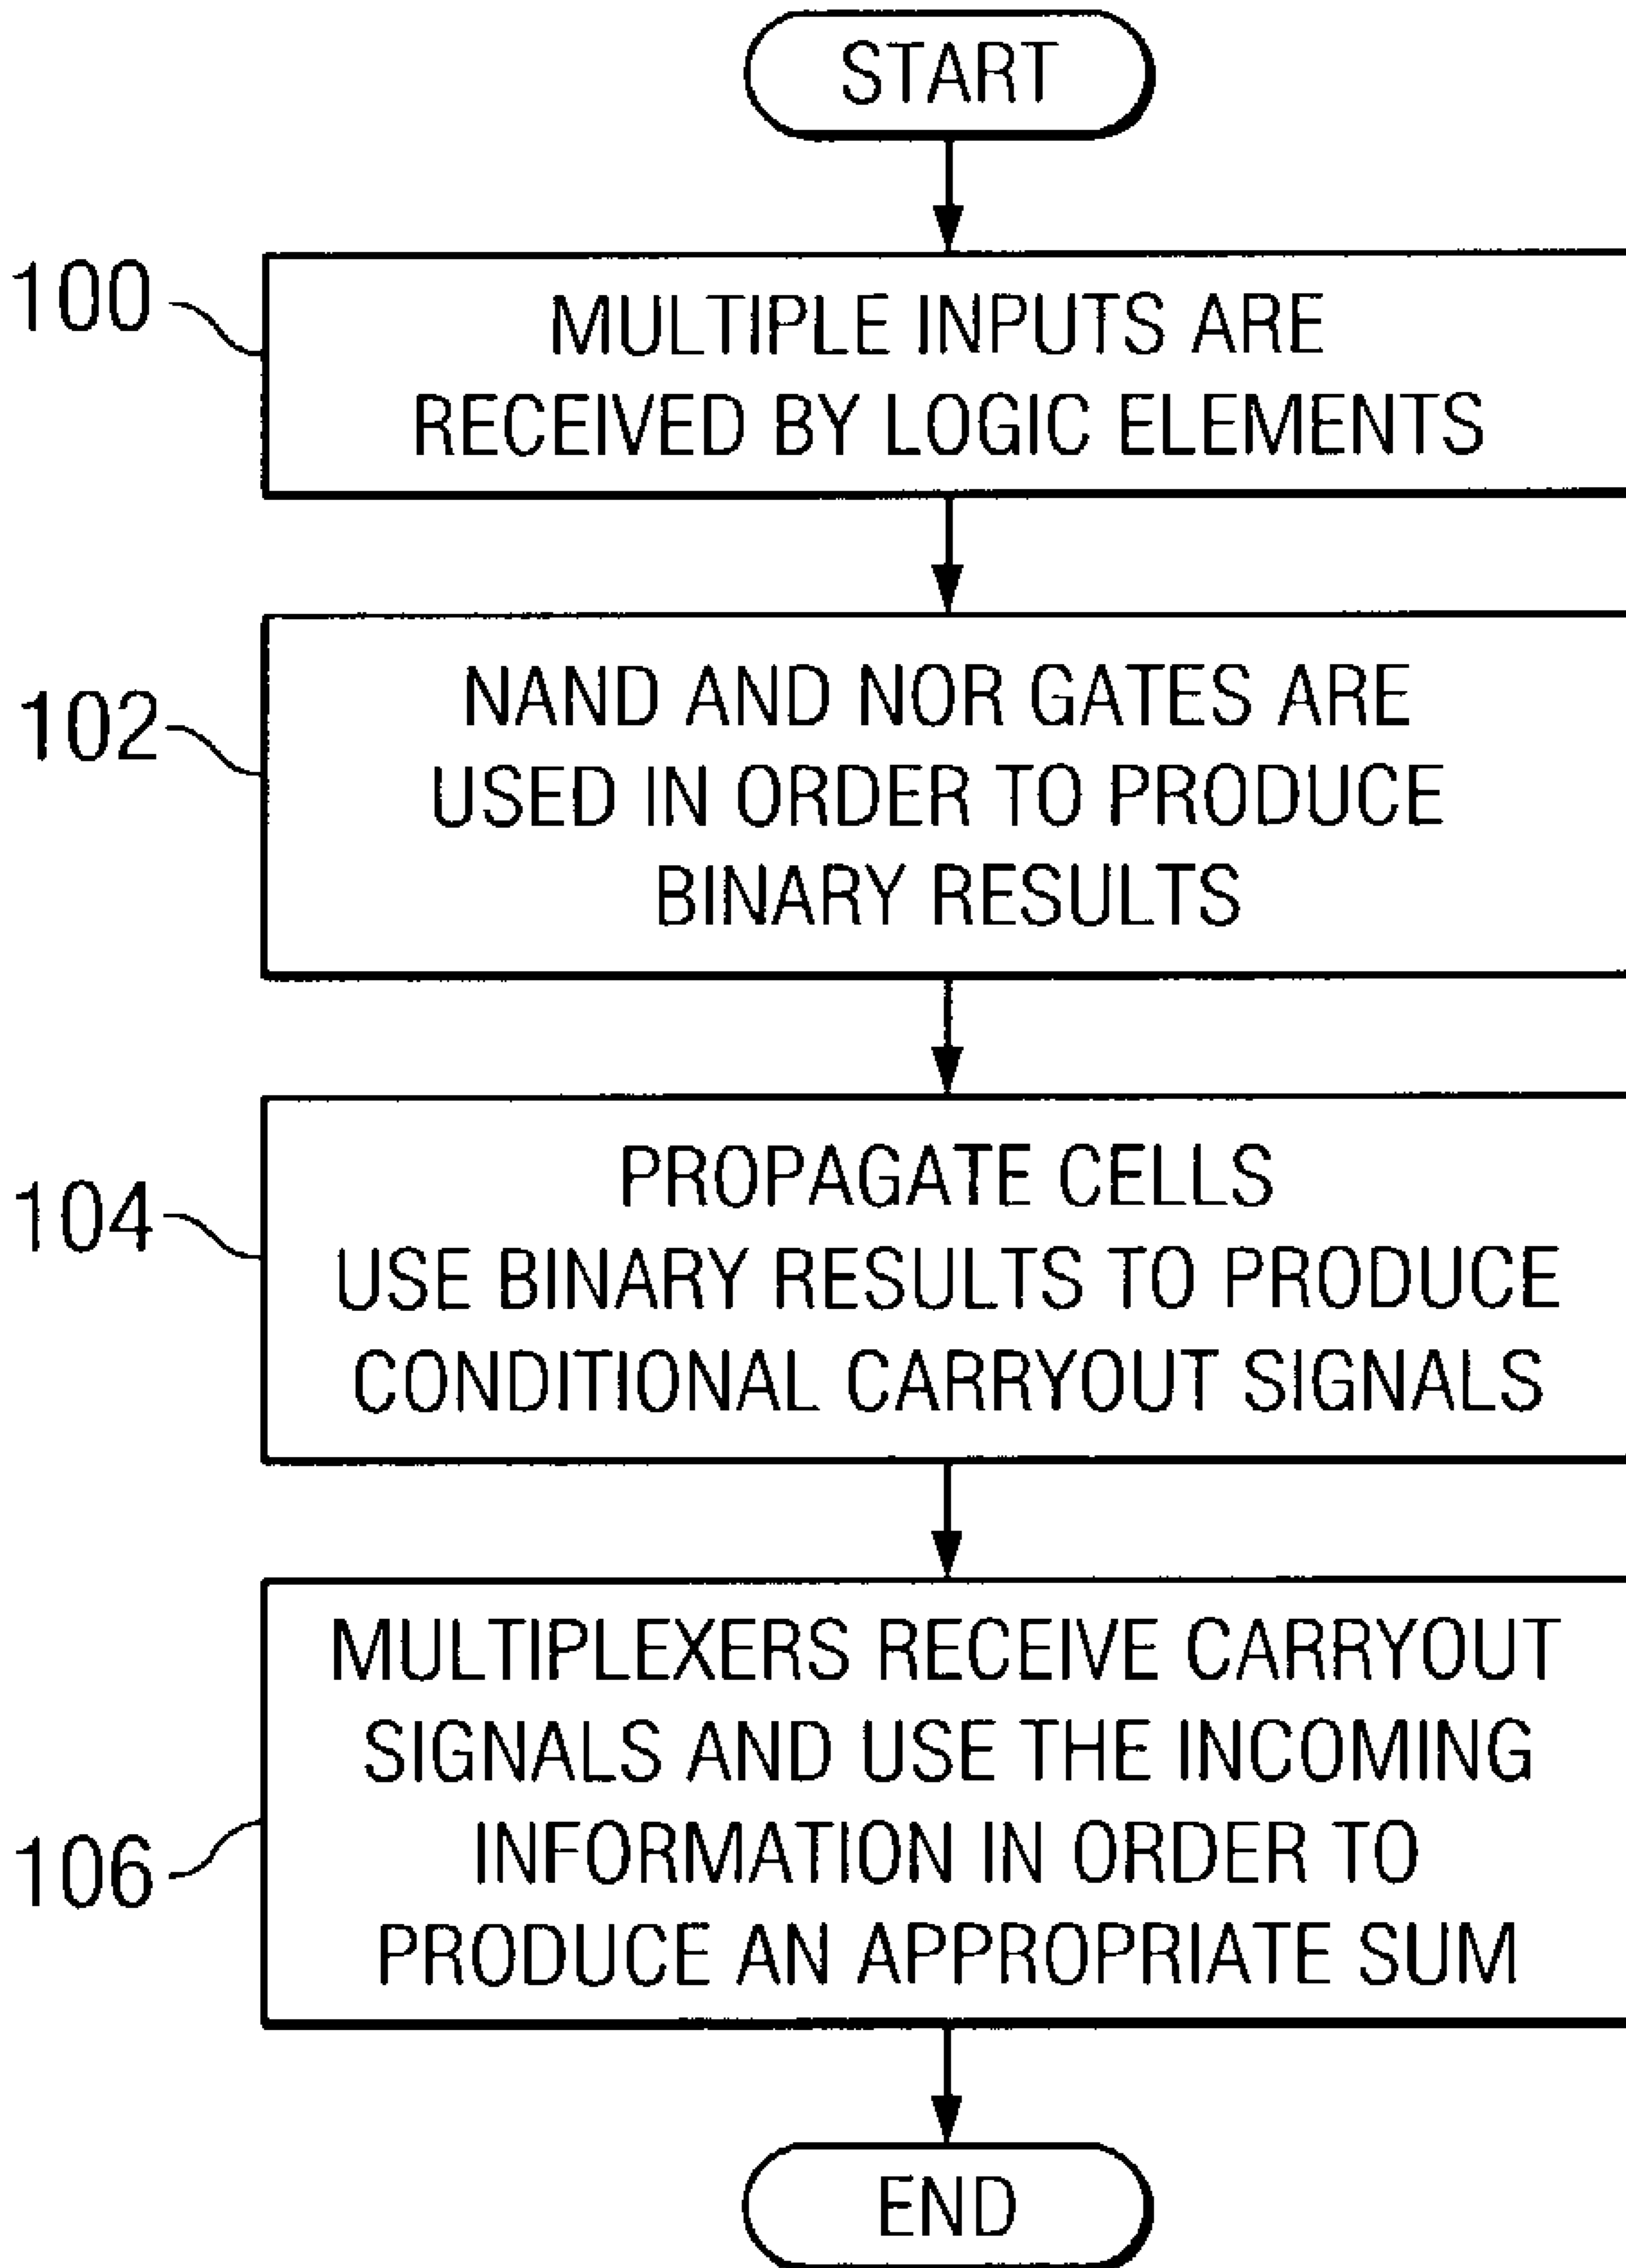 START
100
MULTIPLE INPUTS ARE
RECEIVED BY LOGIC ELEMENTS
102
NAND AND NOR GATES ARE
USED IN ORDER TO PRODUCE
BINARY RESULTS
104
PROPAGATE CELLS
USE BINARY RESULTS TO PRODUCE
CONDITIONAL CARRYOUT SIGNALS
106
MULTIPLEXERS RECEIVE CARRYOUT
SIGNALS AND USE THE INCOMING
INFORMATION IN ORDER TO
PRODUCE AN APPROPRIATE SUM
END